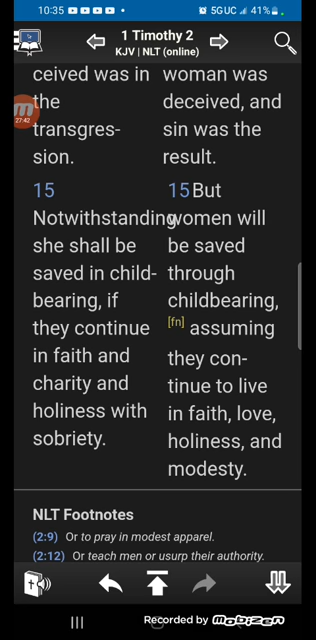 10:35
5GUC
41%
1 Timothy 2
KJV | NLT (online)
ceived was in
the
transgres-
sion.
15
Notwithstanding
she shall be
saved in child-
bearing, if
they continue
in faith and
charity and
holiness with
sobriety.
woman was
deceived, and
sin was the
result.
15 But
women will
be saved
through
childbearing,
[fn] assuming
they con-
tinue to live
in faith, love,
holiness, and
modesty.
M
27:42
NLT Footnotes
(2:9) Or to pray in modest apparel.
(2:12) Or teach men or usurp their authority.
Recorded by mobizen